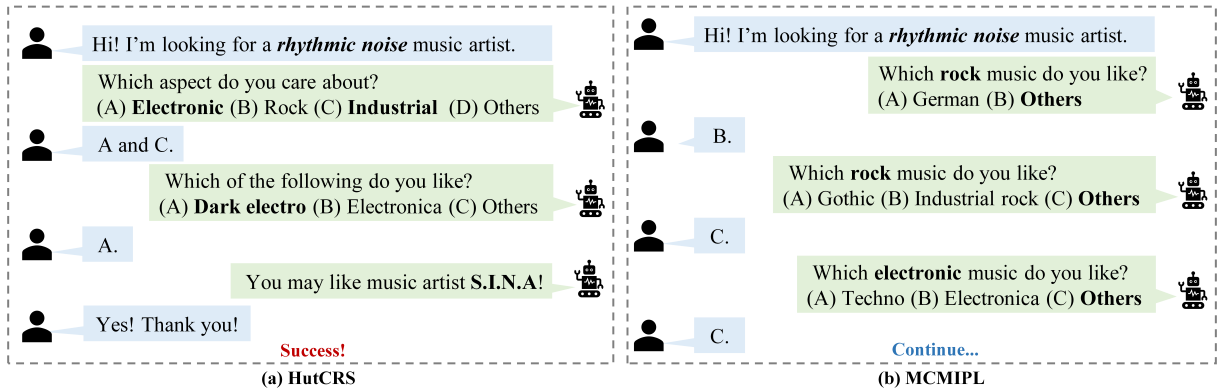 Hi! I'm looking for a rhythmic noise music artist.
Which aspect do you care about?
(A) Electronic (B) Rock (C) Industrial (D) Others
A and C.
Which of the following do you like?
(A) Dark electro (B) Electronica (C) Others
A.
You may like music artist S.I.N.A!
Yes! Thank you!
Success!
(a) HutCRS
Hi! I'm looking for a rhythmic noise music artist.
Which rock music do you like?
(A) German (B) Others
B.
Which rock music do you like?
(A) Gothic (B) Industrial rock (C) Others
C.
Which electronic music do you like?
(A) Techno (B) Electronica (C) Others
C.
Continue...
(b) MCMIPL